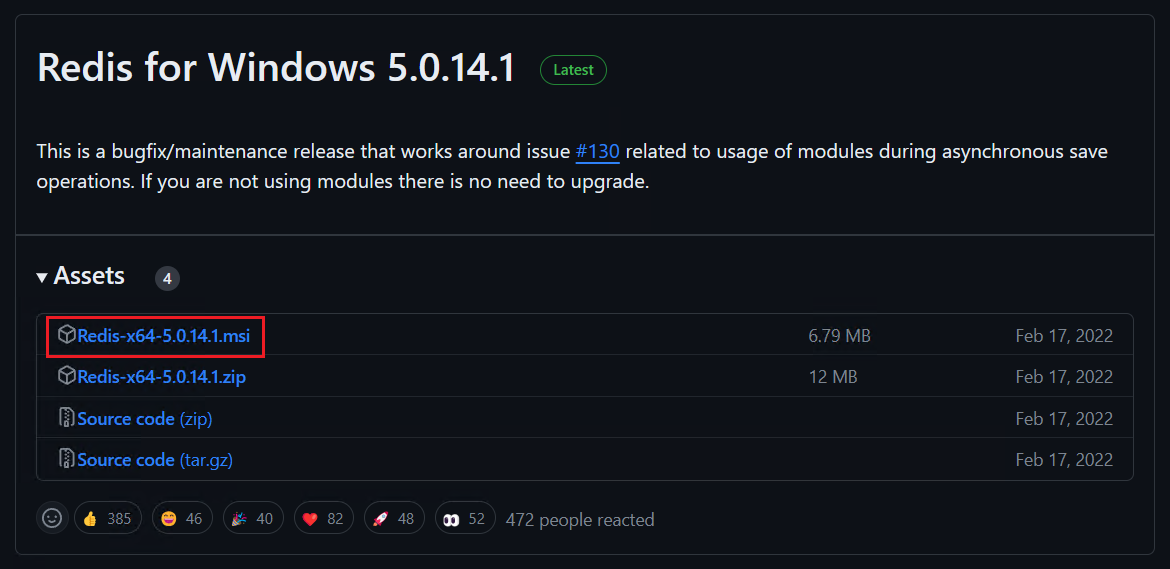 Redis for Windows 5.0.14.1 Latest
This is a bugfix/maintenance release that works around issue #130 related to usage of modules during asynchronous save
operations. If you are not using modules there is no need to upgrade.
Assets 4
Redis-x64-5.0.14.1.msi 6.79 MB Feb 17, 2022
Redis-x64-5.0.14.1.zip 12 MB Feb 17, 2022
Source code (zip) Feb 17, 2022
Source code (tar.gz) Feb 17, 2022
385 46 40 82 48 52 472 people reacted